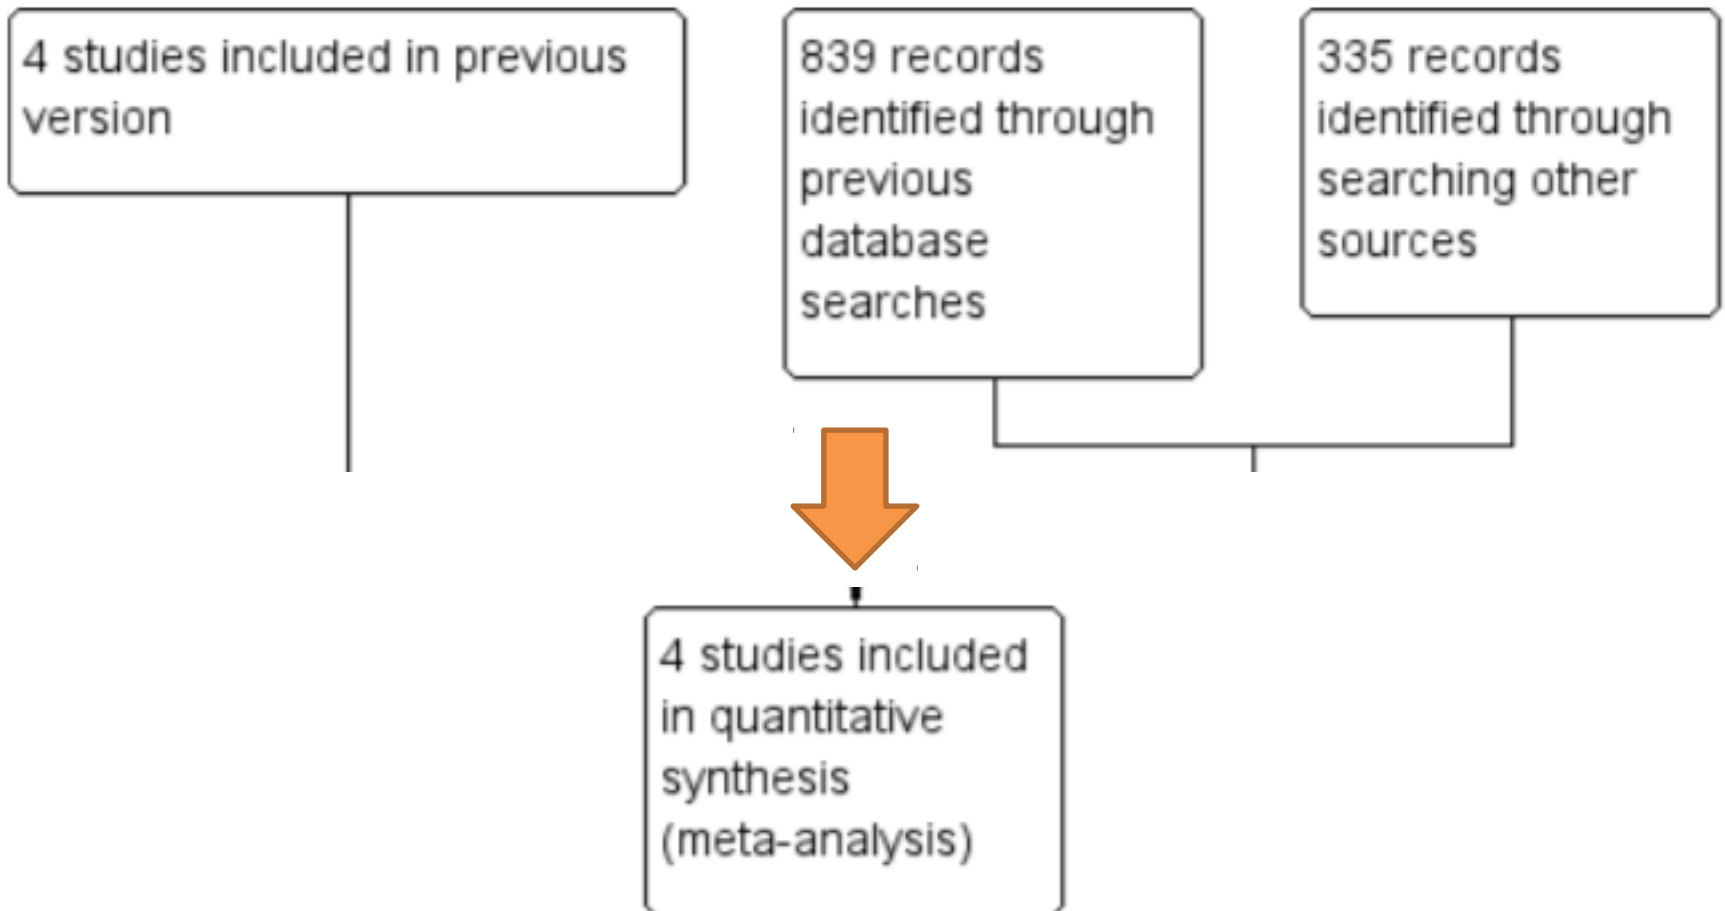 4 studies included in previous
version
839 records
identified through
previous
database
searches
335 records
identified through
searching other
sources
4 studies included
in quantitative
synthesis
(meta-analysis)